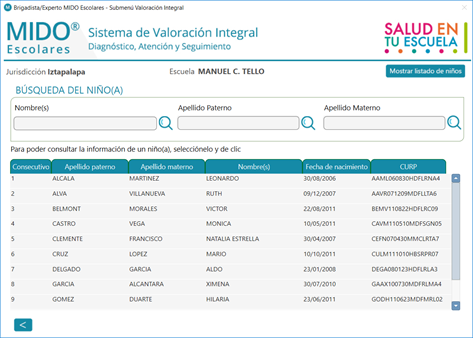 Brigadista/Experto MIDO Escolares - Submenú Valoración Integral
MIDO®
Escolares
Sistema de Valoración Integral
Diagnóstico, Atención y Seguimiento
SALUD EN
TU ESCUELA
Jurisdicción Iztapalapa
Escuela MANUEL C. TELLO
Mostrar listado de niños
BÚSQUEDA DEL NIÑO(A)
Nombre(s) Apellido Paterno Apellido Materno
Para poder consultar la información de un niño(a), selecciónelo y de clic
Consecutivo Apellido paterno Apellido materno Nombre(s) Fecha de nacimiento CURP
1 ALCALA MARTINEZ LEONARDO 30/08/2006 AAML060830HDFLRNA4
2 ALVA VILLANUEVA RUTH 09/12/2007 AAVR071209MDFLLTA6
3 BELMONT MORALES VICTOR 22/08/2011 BEMV110822HDFLRC09
4 CASTRO VEGA MONICA 10/05/2011 CAVM110510MDFSGN05
5 CLEMENTE FRANCISCO NATALIA ESTRELLA 30/04/2007 CEFN070430MMCLRTA7
6 CRUZ LOPEZ MARIO 10/10/2011 CULM111010HBSRPR07
7 DELGADO GARCIA ALDO 23/01/2008 DEGA080123HDFLRLA3
8 GARCIA ALCANTARA XIMENA 30/07/2010 GAAX100730MDFRLMA4
9 GOMEZ DUARTE HILARIA 23/06/2011 GODH110623MDFMRL02
<